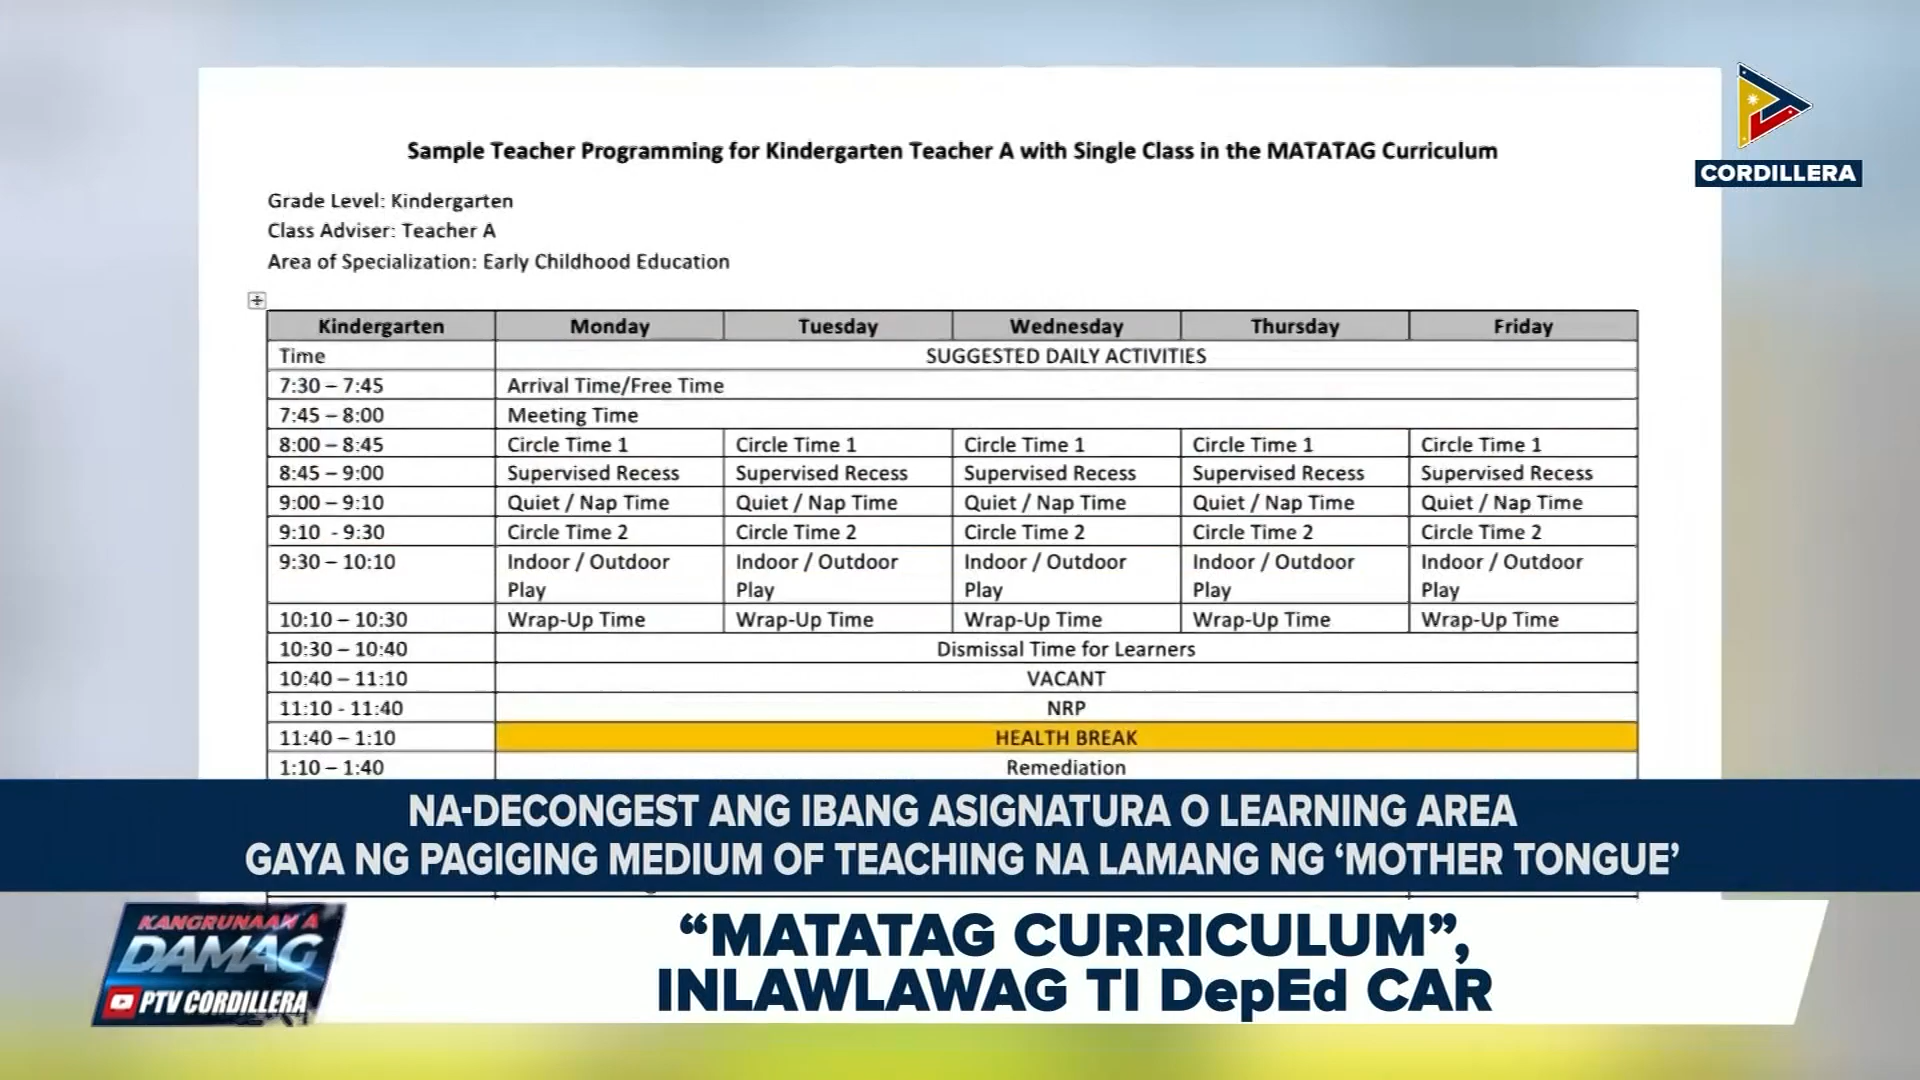 CORDILLERA
Sample Teacher Programming for Kindergarten Teacher A with Single Class in the MATATAG Curriculum
Grade Level: Kindergarten
Class Adviser: Teacher A
Area of Specialization: Early Childhood Education
Kindergarten Monday Tuesday Wednesday Thursday Friday
Time SUGGESTED DAILY ACTIVITIES
7:30 – 7:45 Arrival Time/Free Time
7:45 – 8:00 Meeting Time
8:00 – 8:45 Circle Time 1 Circle Time 1 Circle Time 1 Circle Time 1 Circle Time 1
8:45 – 9:00 Supervised Recess Supervised Recess Supervised Recess Supervised Recess Supervised Recess
9:00 – 9:10 Quiet / Nap Time Quiet / Nap Time Quiet / Nap Time Quiet / Nap Time Quiet / Nap Time
9:10 - 9:30 Circle Time 2 Circle Time 2 Circle Time 2 Circle Time 2 Circle Time 2
9:30 – 10:10 Indoor / Outdoor Indoor / Outdoor Indoor / Outdoor Indoor / Outdoor Indoor / Outdoor
Play Play Play Play Play
10:10 – 10:30 Wrap-Up Time Wrap-Up Time Wrap-Up Time Wrap-Up Time Wrap-Up Time
10:30 – 10:40 Dismissal Time for Learners
10:40 – 11:10 VACANT
11:10 - 11:40 NRP
11:40 – 1:10 HEALTH BREAK
1:10 – 1:40 Remediation
NA-DECONGEST ANG IBANG ASIGNATURA O LEARNING AREA
GAYA NG PAGIGING MEDIUM OF TEACHING NA LAMANG NG ‘MOTHER TONGUE’
KANGRUNAAN A
DAMAG
PTV CORDILLERA
“MATATAG CURRICULUM”,
INLAWLAWAG TI DepEd CAR